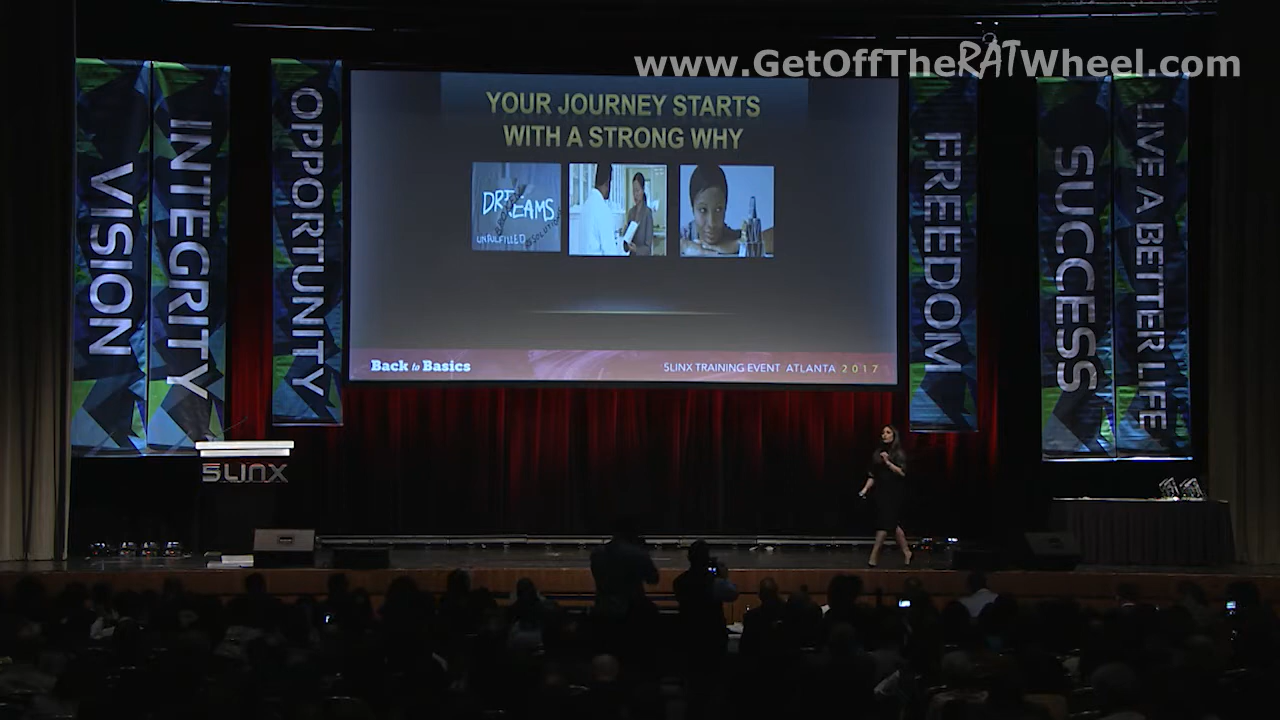 www.GetOffTheRATWheel.com
VISION
INTEGRITY
OPPORTUNITY
YOUR JOURNEY STARTS
WITH A STRONG WHY
DREAMS
UNFULFILLED
Back to Basics
5LINX TRAINING EVENT ATLANTA 2017
FREEDOM
SUCCESS
LIVE A BETTER LIFE
5LINX